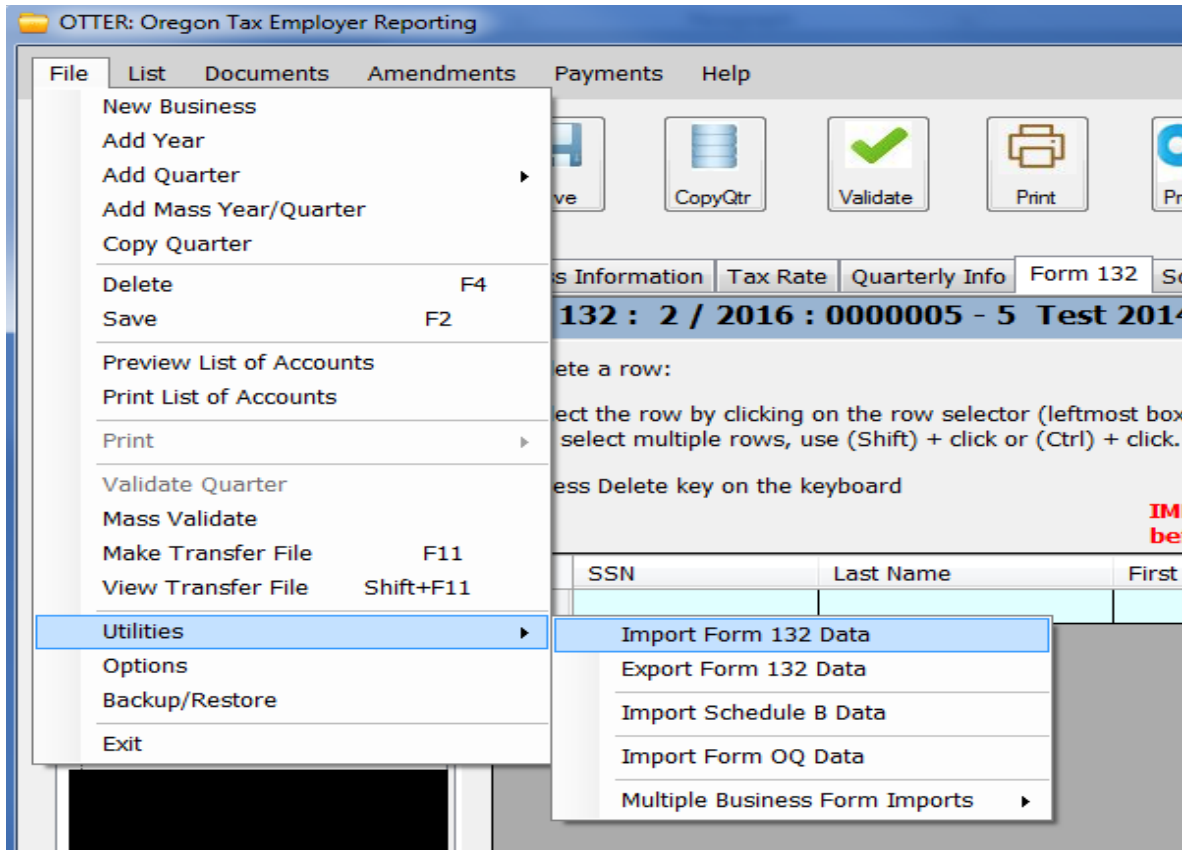 OTTER: Oregon Tax Employer Reporting
File List Documents Amendments Payments Help
New Business
Add Year
Add Quarter
Add Mass Year/Quarter
Copy Quarter
Delete F4
Save F2
Preview List of Accounts
Print List of Accounts
Print
Validate Quarter
Mass Validate
Make Transfer File F11
View Transfer File Shift+F11
Utilities
Options
Backup/Restore
Exit
ve CopyQtr Validate Print Pr
s Information Tax Rate Quarterly Info Form 132 Sc
132 : 2 / 2016 : 0000005 - 5 Test 2014
ete a row:
ect the row by clicking on the row selector (leftmost box
select multiple rows, use (Shift) + click or (Ctrl) + click.
ess Delete key on the keyboard
IM
be
SSN Last Name First
Import Form 132 Data
Export Form 132 Data
Import Schedule B Data
Import Form OQ Data
Multiple Business Form Imports